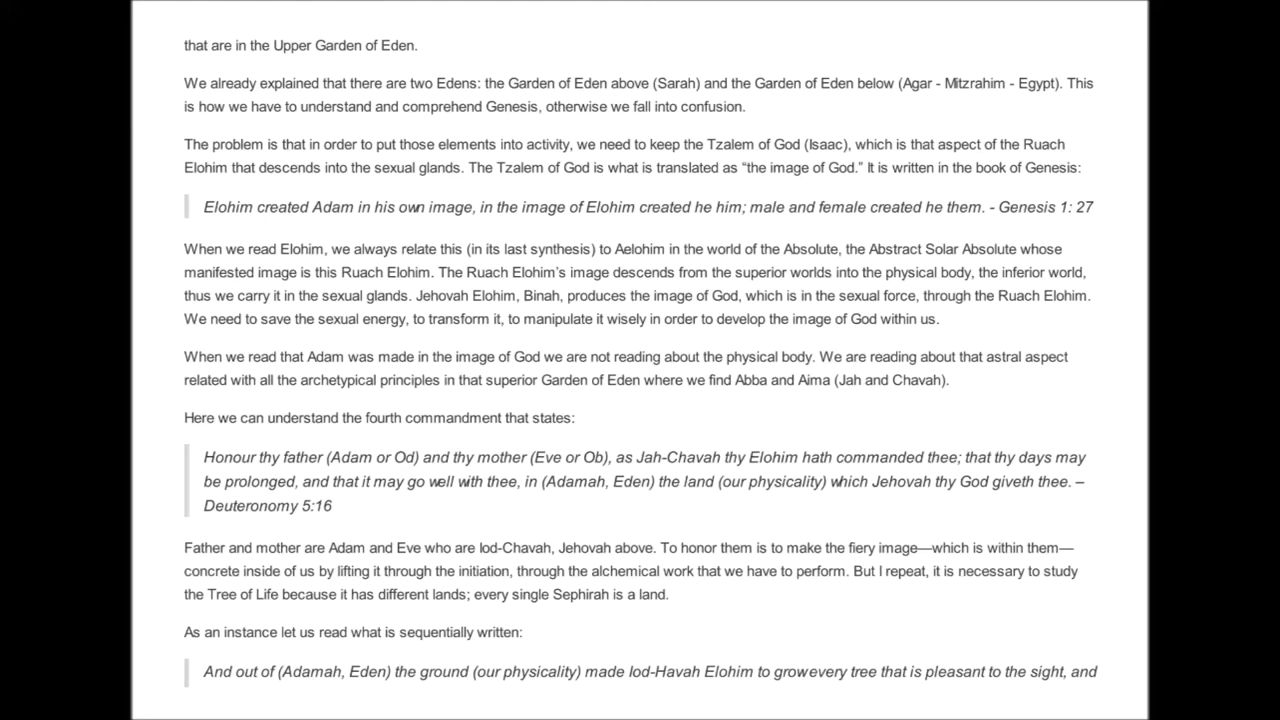 that are in the Upper Garden of Eden.
We already explained that there are two Edens: the Garden of Eden above (Sarah) and the Garden of Eden below (Agar - Mitzrahim - Egypt). This
is how we have to understand and comprehend Genesis, otherwise we fall into confusion.
The problem is that in order to put those elements into activity, we need to keep the Tzalem of God (Isaac), which is that aspect of the Ruach
Elohim that descends into the sexual glands. The Tzalem of God is what is translated as “the image of God.” It is written in the book of Genesis:
Elohim created Adam in his own image, in the image of Elohim created he him; male and female created he them. - Genesis 1: 27
When we read Elohim, we always relate this (in its last synthesis) to Aelohim in the world of the Absolute, the Abstract Solar Absolute whose
manifested image is this Ruach Elohim. The Ruach Elohim’s image descends from the superior worlds into the physical body, the inferior world,
thus we carry it in the sexual glands. Jehovah Elohim, Binah, produces the image of God, which is in the sexual force, through the Ruach Elohim.
We need to save the sexual energy, to transform it, to manipulate it wisely in order to develop the image of God within us.
When we read that Adam was made in the image of God we are not reading about the physical body. We are reading about that astral aspect
related with all the archetypical principles in that superior Garden of Eden where we find Abba and Aima (Jah and Chavah).
Here we can understand the fourth commandment that states:
Honour thy father (Adam or Od) and thy mother (Eve or Ob), as Jah-Chavah thy Elohim hath commanded thee; that thy days may
be prolonged, and that it may go well with thee, in (Adamah, Eden) the land (our physicality) which Jehovah thy God giveth thee. –
Deuteronomy 5:16
Father and mother are Adam and Eve who are Iod-Chavah, Jehovah above. To honor them is to make the fiery image—which is within them—
concrete inside of us by lifting it through the initiation, through the alchemical work that we have to perform. But I repeat, it is necessary to study
the Tree of Life because it has different lands; every single Sephirah is a land.
As an instance let us read what is sequentially written:
And out of (Adamah, Eden) the ground (our physicality) made Iod-Havah Elohim to growevery tree that is pleasant to the sight, and